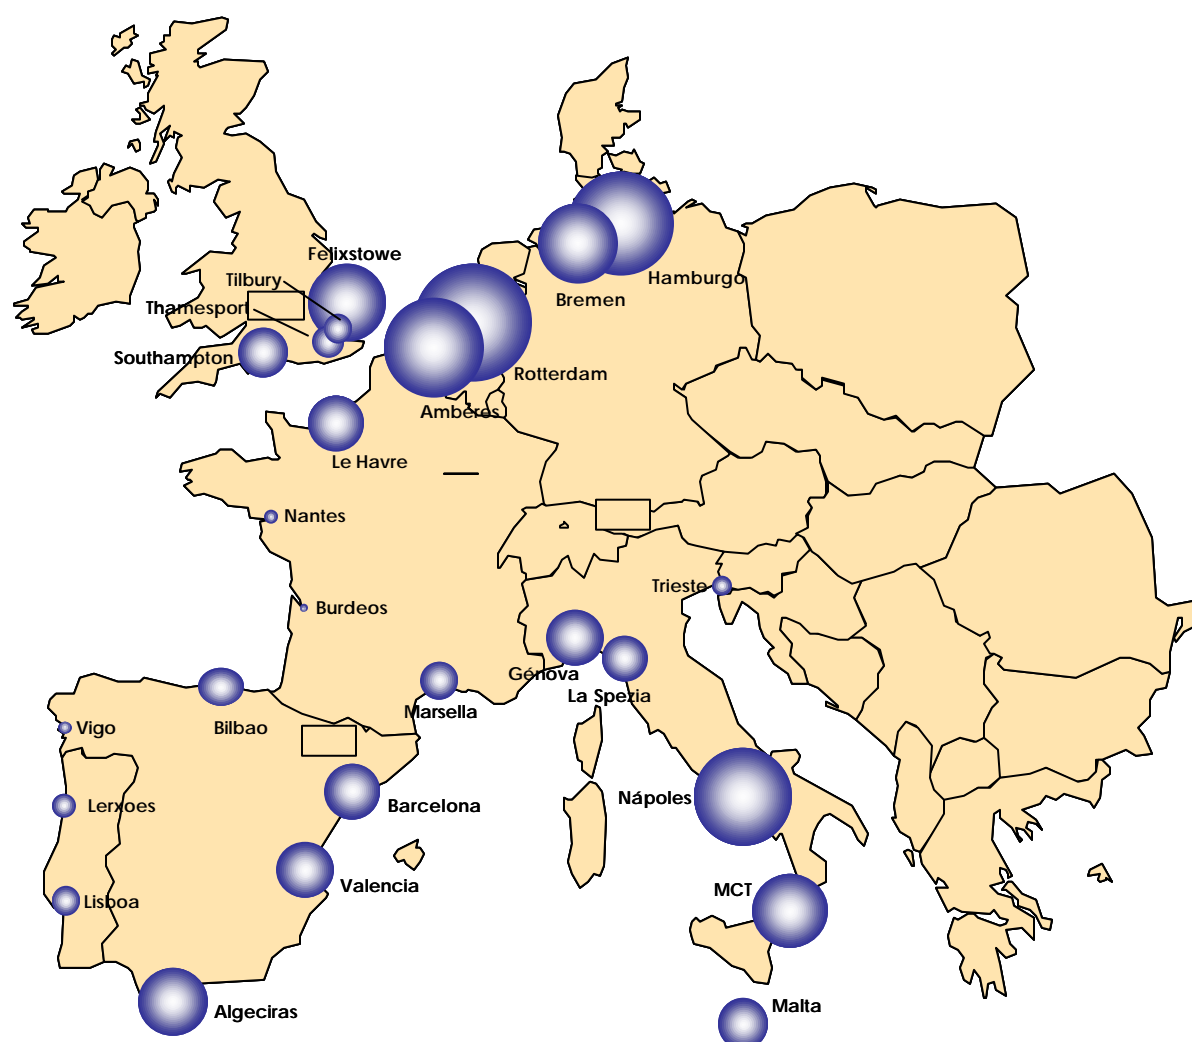 Felixstowe
Tilbury
Hamburgo
Bremen
Thamesport
Southampton
Rotterdam
Amberes
Le Havre
Nantes
Trieste
Burdeos
Génova
La Spezia
Marsella
Vigo
Bilbao
Nápoles
Lerxoes
Barcelona
Valencia
MCT
Lisboa
Malta
Algeciras